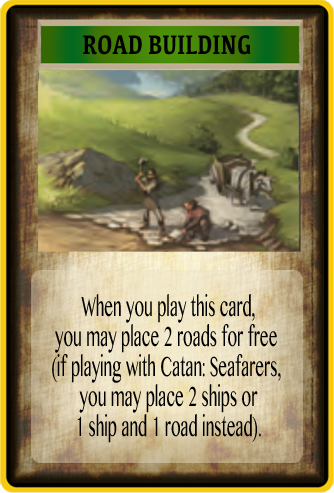 ROAD BUILDING
When you play this card,
you may place 2 roads for free
(if playing with Catan: Seafarers,
you may place 2 ships or
1 ship and 1 road instead).